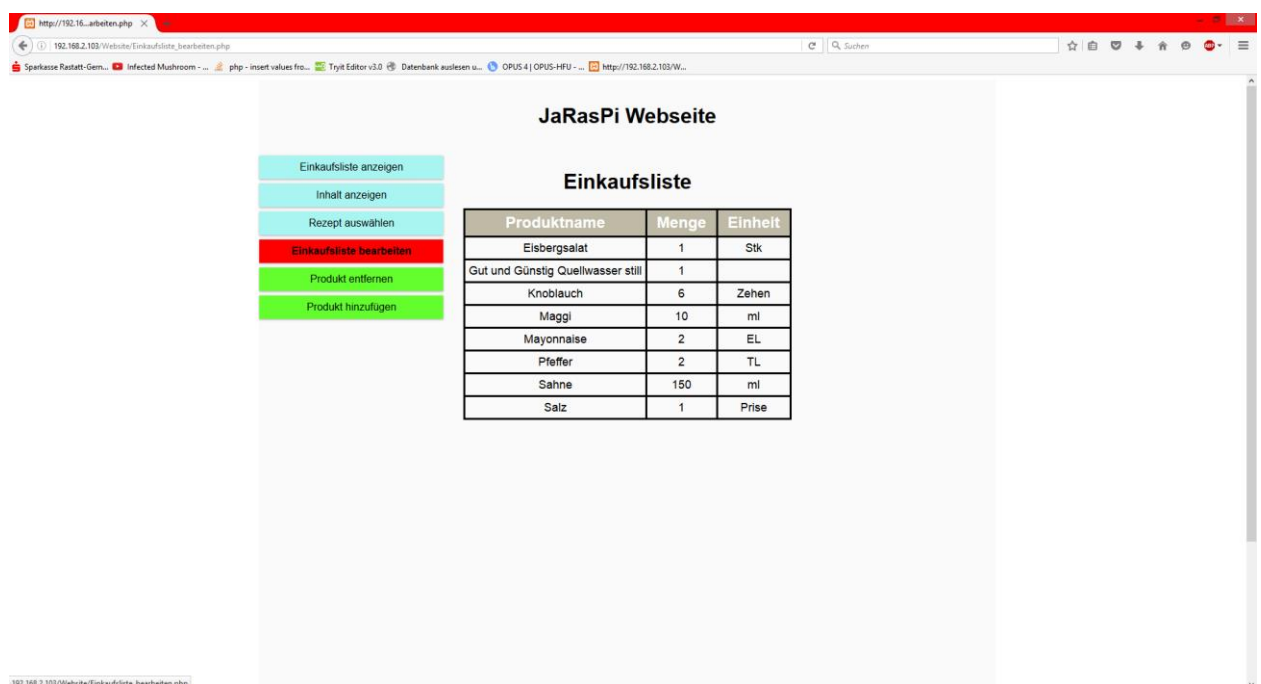 http://192.16...arbeiten.php
192.168.2.103/Website/Einkaufsliste_bearbeiten.php
Suchen
Sparkasse Rastatt-Gern... Infected Mushroom - ... php - insert values fro... Tryit Editor v3.0 Datenbank auslesen u... OPUS 4 | OPUS-HFU - ... http://192.168.2.103/W...
JaRasPi Webseite
Einkaufsliste anzeigen
Inhalt anzeigen
Rezept auswählen
Einkaufsliste bearbeiten
Produkt entfernen
Produkt hinzufügen
Einkaufsliste
Produktname Menge Einheit
Eisbergsalat 1 Stk
Gut und Günstig Quellwasser still 1
Knoblauch 6 Zehen
Maggi 10 ml
Mayonnaise 2 EL
Pfeffer 2 TL
Sahne 150 ml
Salz 1 Prise
192.168.2.103/Website/Einkaufsliste_bearbeiten.php